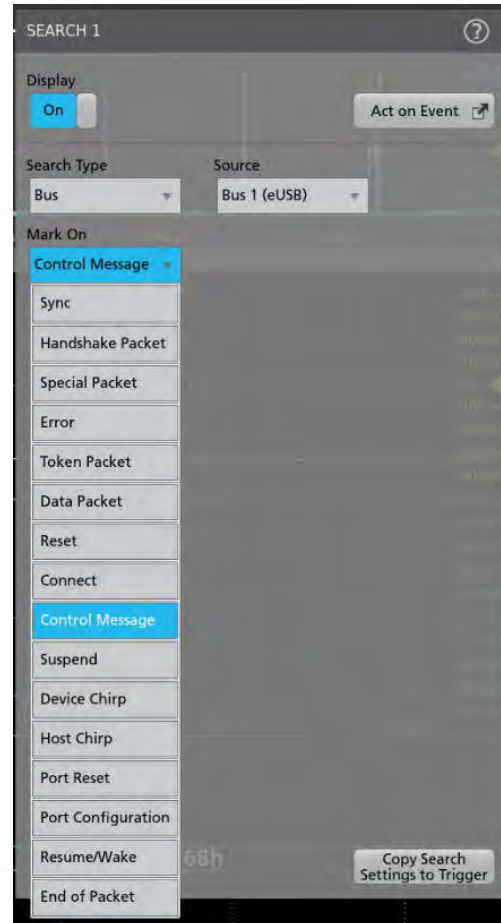 SEARCH 1
?
Display
On
Act on Event
Search Type
Source
Bus
Bus 1 (eUSB)
Mark On
Control Message
Sync
Handshake Packet
Special Packet
Error
Token Packet
Data Packet
Reset
Connect
Control Message
Suspend
Device Chirp
Host Chirp
Port Reset
Port Configuration
Resume/Wake
68h
Copy Search
Settings to Trigger
End of Packet